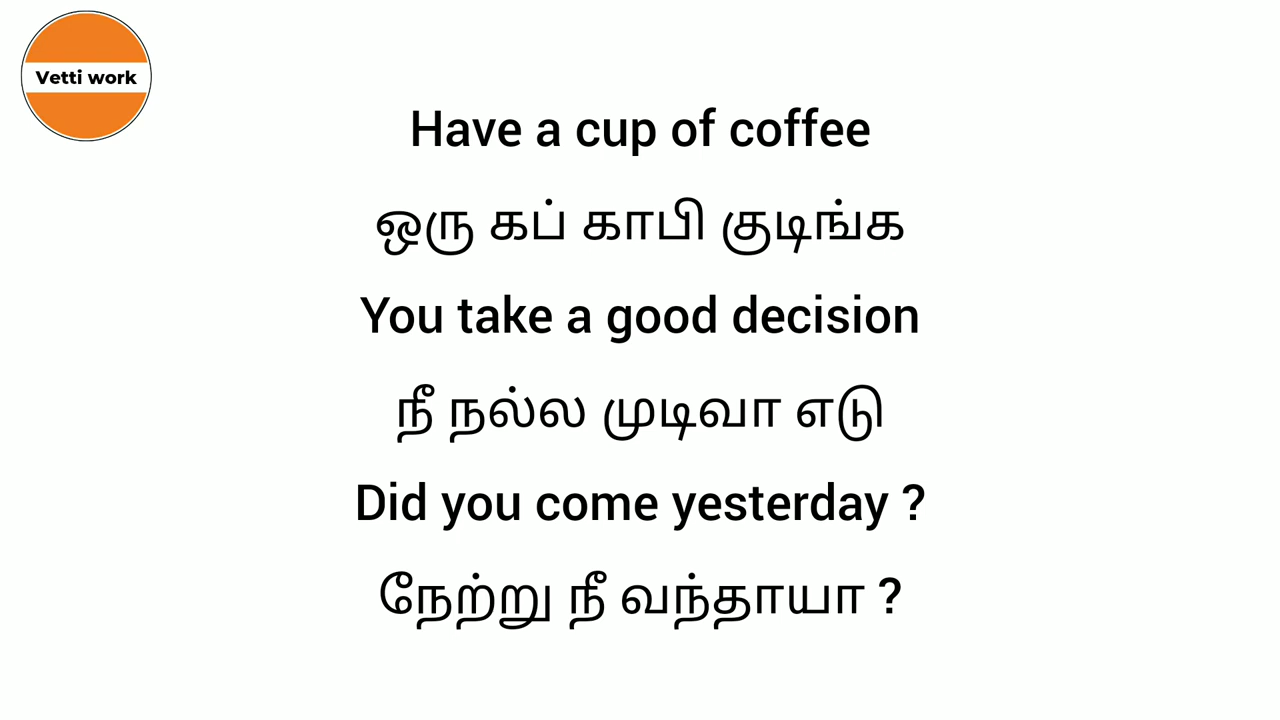 Vetti work
Have a cup of coffee
ஒரு கப் காபி குடிங்க
You take a good decision
நீ நல்ல முடிவா எடு
Did you come yesterday ?
நேற்று நீ வந்தாயா ?